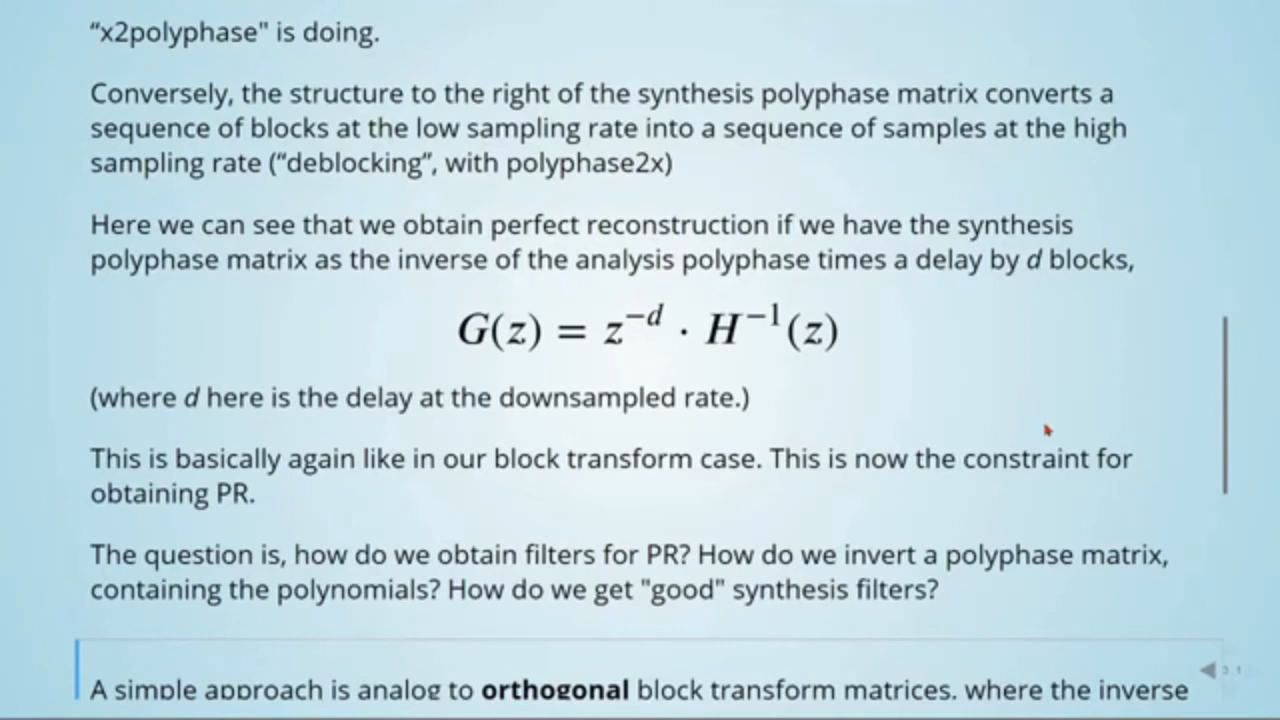 “x2polyphase" is doing.
Conversely, the structure to the right of the synthesis polyphase matrix converts a
sequence of blocks at the low sampling rate into a sequence of samples at the high
sampling rate (“deblocking”, with polyphase2x)
Here we can see that we obtain perfect reconstruction if we have the synthesis
polyphase matrix as the inverse of the analysis polyphase times a delay by d blocks,
G(z) = z⁻ᵈ · H⁻¹(z)
(where d here is the delay at the downsampled rate.)
This is basically again like in our block transform case. This is now the constraint for
obtaining PR.
The question is, how do we obtain filters for PR? How do we invert a polyphase matrix,
containing the polynomials? How do we get "good" synthesis filters?
A simple approach is analog to orthogonal block transform matrices, where the inverse